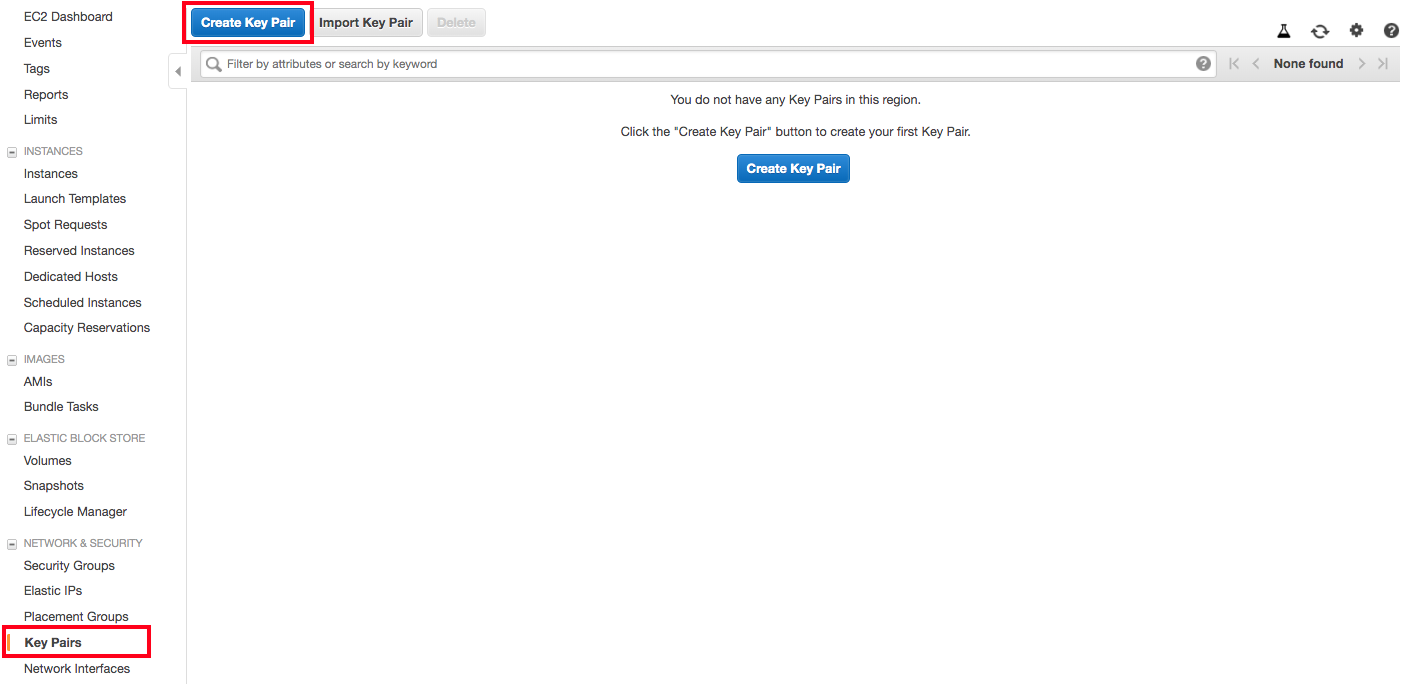 EC2 Dashboard
Events
Tags
Reports
Limits
INSTANCES
Instances
Launch Templates
Spot Requests
Reserved Instances
Dedicated Hosts
Scheduled Instances
Capacity Reservations
IMAGES
AMIs
Bundle Tasks
ELASTIC BLOCK STORE
Volumes
Snapshots
Lifecycle Manager
NETWORK & SECURITY
Security Groups
Elastic IPs
Placement Groups
Key Pairs
Network Interfaces
Create Key Pair Import Key Pair Delete
Filter by attributes or search by keyword None found
You do not have any Key Pairs in this region.
Click the "Create Key Pair" button to create your first Key Pair.
Create Key Pair